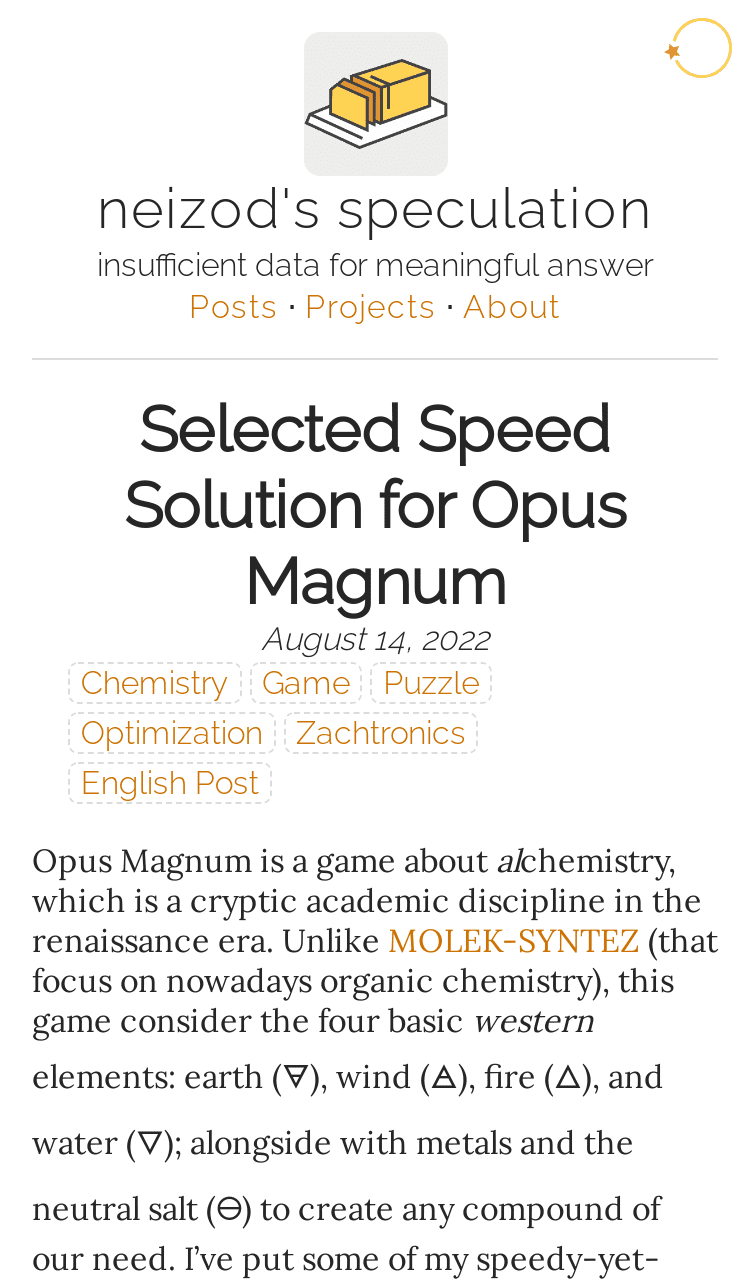 neizod's speculation
insufficient data for meaningful answer
Posts · Projects · About
Selected Speed
Solution for Opus
Magnum
August 14, 2022
Chemistry Game Puzzle
Optimization Zachtronics
English Post
Opus Magnum is a game about alchemistry,
which is a cryptic academic discipline in the
renaissance era. Unlike MOLEK-SYNTEZ (that
focus on nowadays organic chemistry), this
game consider the four basic western
elements: earth (🜃), wind (🜁), fire (🜂), and
water (🜄); alongside with metals and the
neutral salt (🜔) to create any compound of
our need. I’ve put some of my speedy-yet-